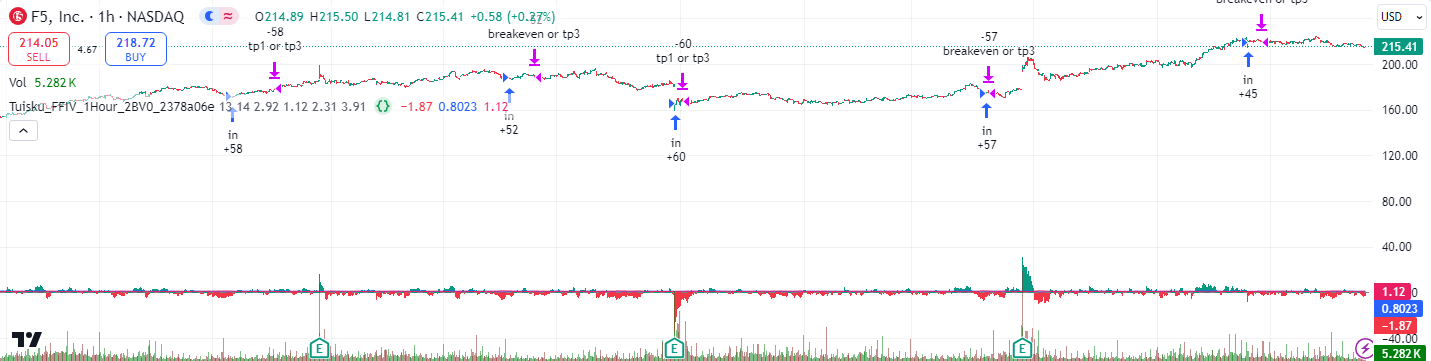 F5, Inc. · 1h · NASDAQ
O214.89 H215.50 L214.81 C215.41 +0.58 (+0.27%)
breakeven or tp3
USD
214.05
SELL
4.67
218.72
BUY
-58
tp1 or tp3
breakeven or tp3
-60
tp1 or tp3
-57
breakeven or tp3
215.41
200.00
Vol 5.282 K
Tuisku_FFIV_1Hour_2BV0_2378a06e 13.14 2.92 1.12 2.31 3.91 {} −1.87 0.8023 1.12
in
+58
in
+52
in
+60
in
+57
in
+45
160.00
120.00
80.00
40.00
1.12
0
0.8023
−1.87
−40.00
5.282 K
E
E
E